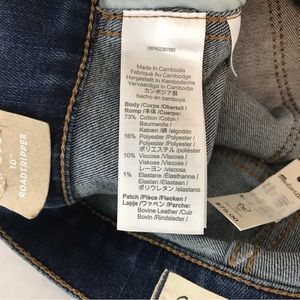 Made in Cambodia
Fabriqué Au Cambodge
Hergestellt in Kambodscha
Vervaardigd in Cambodja
カンボジア製
hecho en camboya
Body /Corps /Oberteil /
Romp /本体 /Cuerpo:
73% Cotton /Coton /
Baumwolle /
Katoen /綿 /algodón
16% Polyester /Polyester /
Polyester /Polyester /
ポリエステル /poliéster
10% Viscose /Viscose /
Viskose /Viscose /
レーヨン /Viscosa
1% Elastane /Elasthanne /
Elastan /Elastaan /
ポリウレタン /elastano
Patch /Pièce /Flecken /
Lapje /ワッペン /Parche:
Bovine Leather /Cuir
Bovin /Rindsleder /
10"
ROADTRIPPER